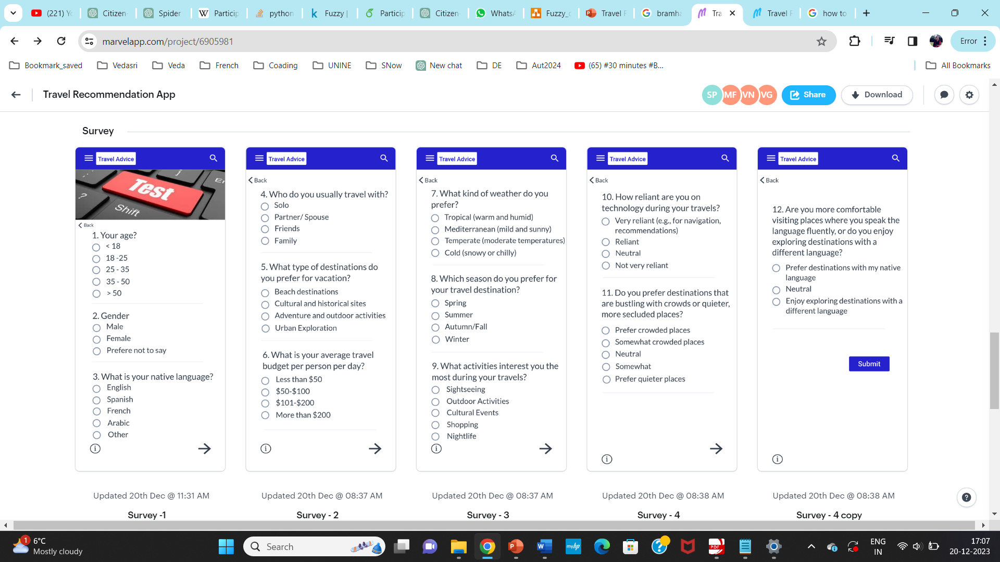 (221) Y
Citizen-
Spider
Particip
python
Fuzzy |
Particip
Citizen-
WhatsA
Fuzzy_c
Travel F
bramha
Tra
Travel F
how to
marvelapp.com/project/6905981
Error
Bookmark_saved
Vedasri
Veda
French
Coading
UNINE
SNow
New chat
DE
Aut2024
(65) #30 minutes #B...
All Bookmarks
Travel Recommendation App
SP
MF
VN
VG
Share
Download
Survey
Travel Advice
Test
Shift
?
Back
1. Your age?
< 18
18 -25
25 - 35
35 - 50
> 50
2. Gender
Male
Female
Prefere not to say
3. What is your native language?
English
Spanish
French
Arabic
Other
Updated 20th Dec @ 11:31 AM
Survey -1
Travel Advice
Back
4. Who do you usually travel with?
Solo
Partner/ Spouse
Friends
Family
5. What type of destinations do
you prefer for vacation?
Beach destinations
Cultural and historical sites
Adventure and outdoor activities
Urban Exploration
6. What is your average travel
budget per person per day?
Less than $50
$50-$100
$101-$200
More than $200
Updated 20th Dec @ 08:37 AM
Survey - 2
Travel Advice
Back
7. What kind of weather do you
prefer?
Tropical (warm and humid)
Mediterranean (mild and sunny)
Temperate (moderate temperatures)
Cold (snowy or chilly)
8. Which season do you prefer for
your travel destination?
Spring
Summer
Autumn/Fall
Winter
9. What activities interest you the
most during your travels?
Sightseeing
Outdoor Activities
Cultural Events
Shopping
Nightlife
Updated 20th Dec @ 08:37 AM
Survey - 3
Travel Advice
Back
10. How reliant are you on
technology during your travels?
Very reliant (e.g., for navigation,
recommendations)
Reliant
Neutral
Not very reliant
11. Do you prefer destinations that
are bustling with crowds or quieter,
more secluded places?
Prefer crowded places
Somewhat crowded places
Neutral
Somewhat
Prefer quieter places
Updated 20th Dec @ 08:38 AM
Survey - 4
Travel Advice
Back
12. Are you more comfortable
visiting places where you speak the
language fluently, or do you enjoy
exploring destinations with a
different language?
Prefer destinations with my native
language
Neutral
Enjoy exploring destinations with a
different language
Submit
Updated 20th Dec @ 08:38 AM
Survey - 4 copy
1
6°C
Mostly cloudy
Search
myhp
PDF
ENG
IN
17:07
20-12-2023